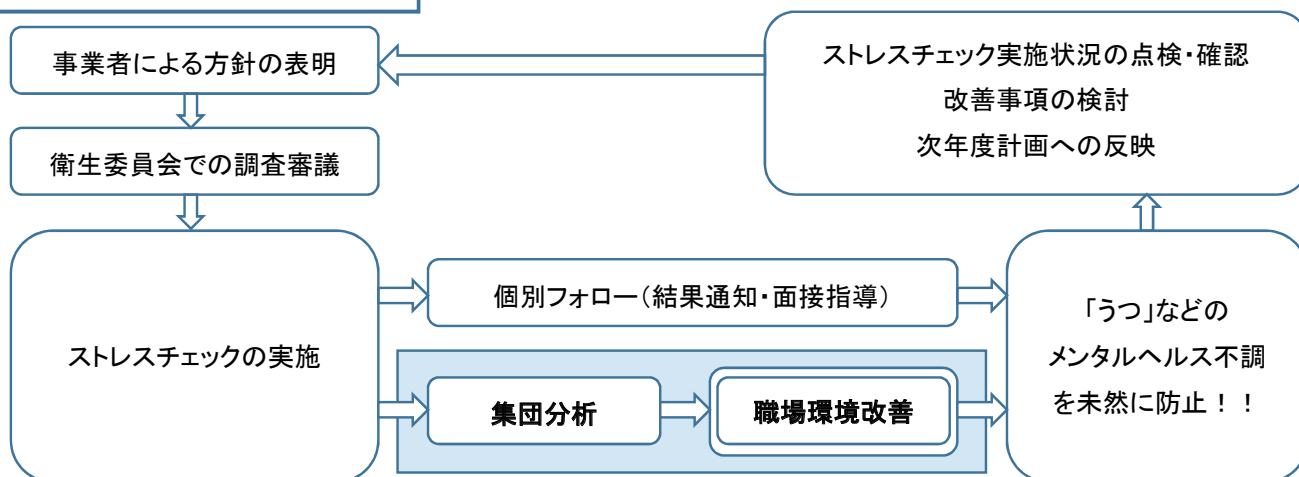 事業者による方針の表明
衛生委員会での調査審議
ストレスチェックの実施
個別フォロー（結果通知・面接指導）
集団分析
職場環境改善
「うつ」などの
メンタルヘルス不調
を未然に防止！！
ストレスチェック実施状況の点検・確認
改善事項の検討
次年度計画への反映